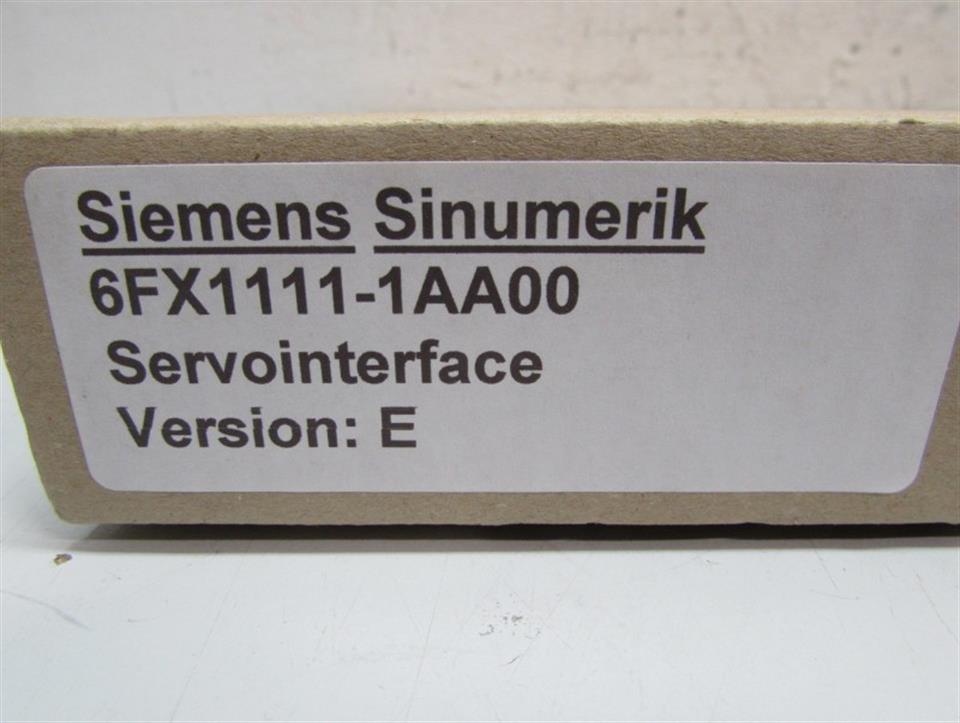 Siemens Sinumerik
6FX1111-1AA00
Servointerface
Version: E